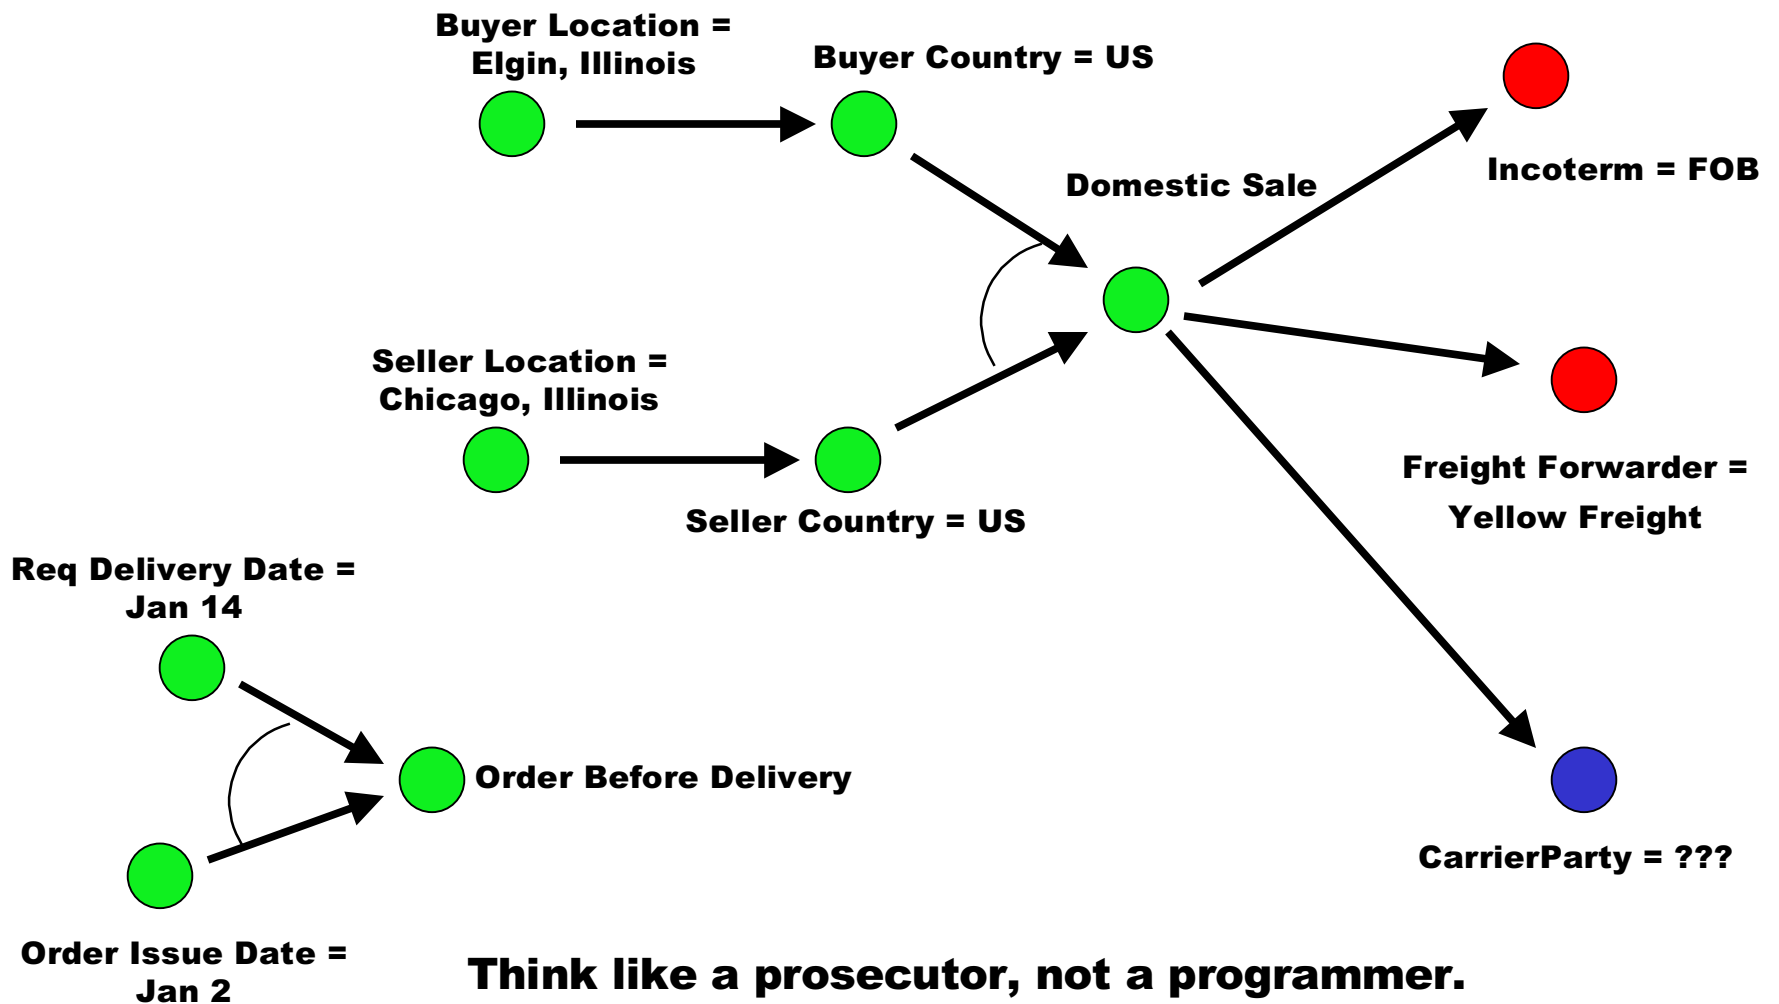 Buyer Location =
Elgin, Illinois
Buyer Country = US
Domestic Sale
Incoterm = FOB
Seller Location =
Chicago, Illinois
Seller Country = US
Freight Forwarder =
Yellow Freight
Req Delivery Date =
Jan 14
Order Before Delivery
CarrierParty = ???
Order Issue Date =
Jan 2
Think like a prosecutor, not a programmer.